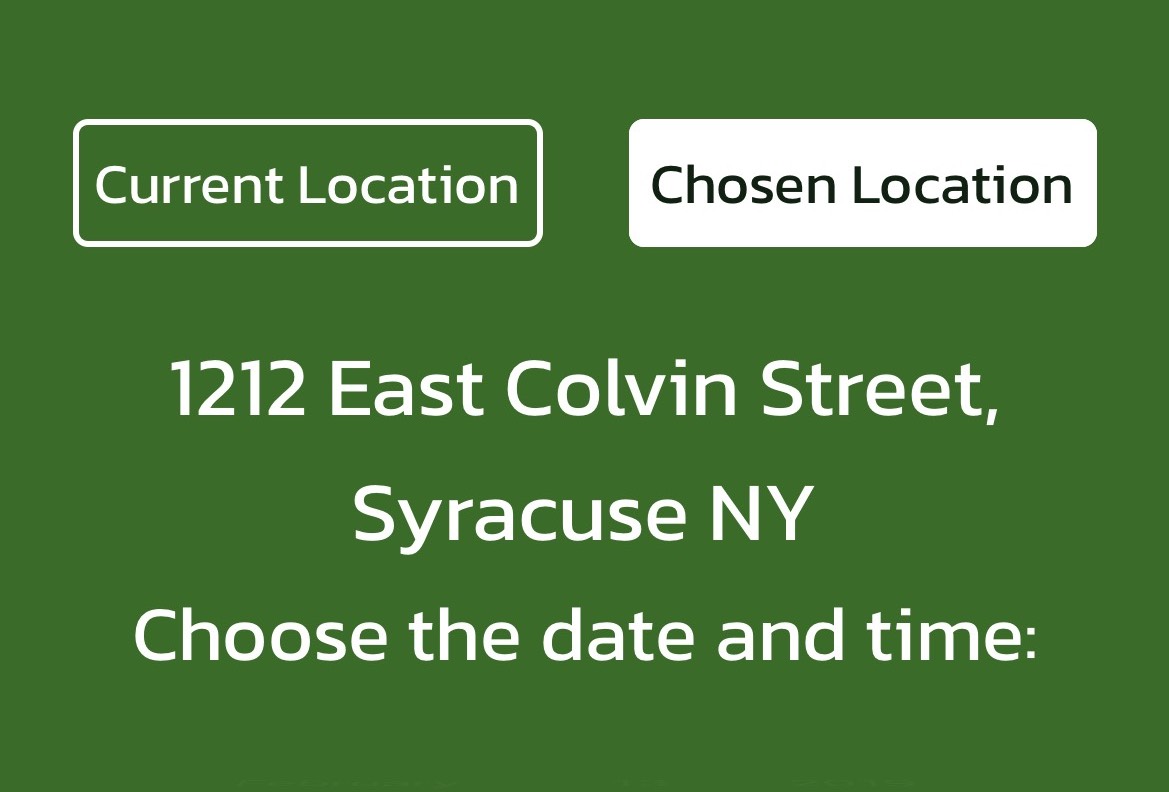 Current Location
Chosen Location
1212 East Colvin Street,
Syracuse NY
Choose the date and time: